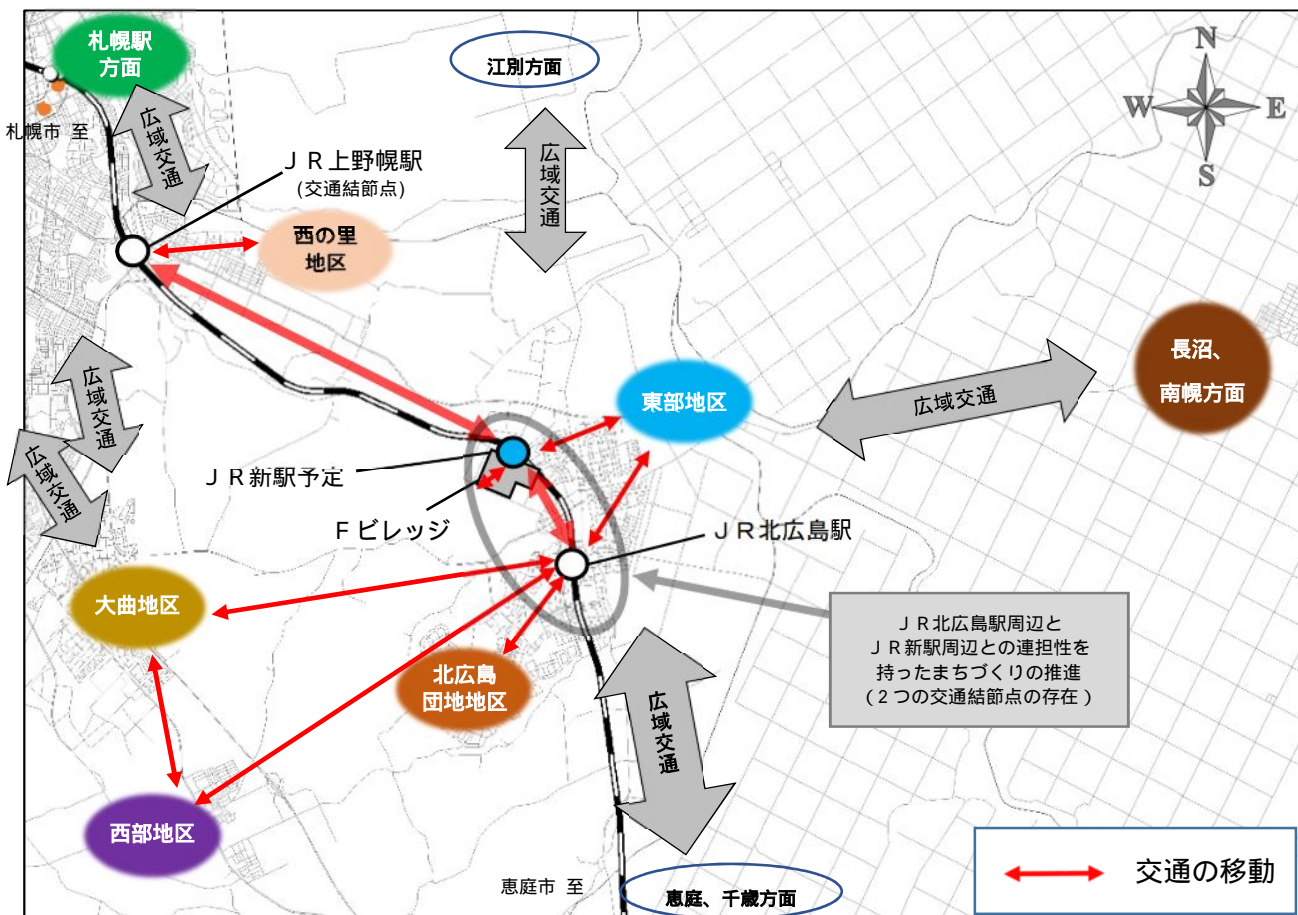 札幌駅
方面
江別方面
N
W
E
S
札幌市 至
広域交通
ＪＲ上野幌駅
(交通結節点)
広域交通
西の里
地区
長沼、
南幌方面
広域交通
広域交通
東部地区
広域交通
ＪＲ新駅予定
Ｆビレッジ
ＪＲ北広島駅
大曲地区
北広島
団地地区
ＪＲ北広島駅周辺と
ＪＲ新駅周辺との連担性を
持ったまちづくりの推進
(２つの交通結節点の存在)
広域交通
西部地区
恵庭市 至
恵庭、千歳方面
交通の移動